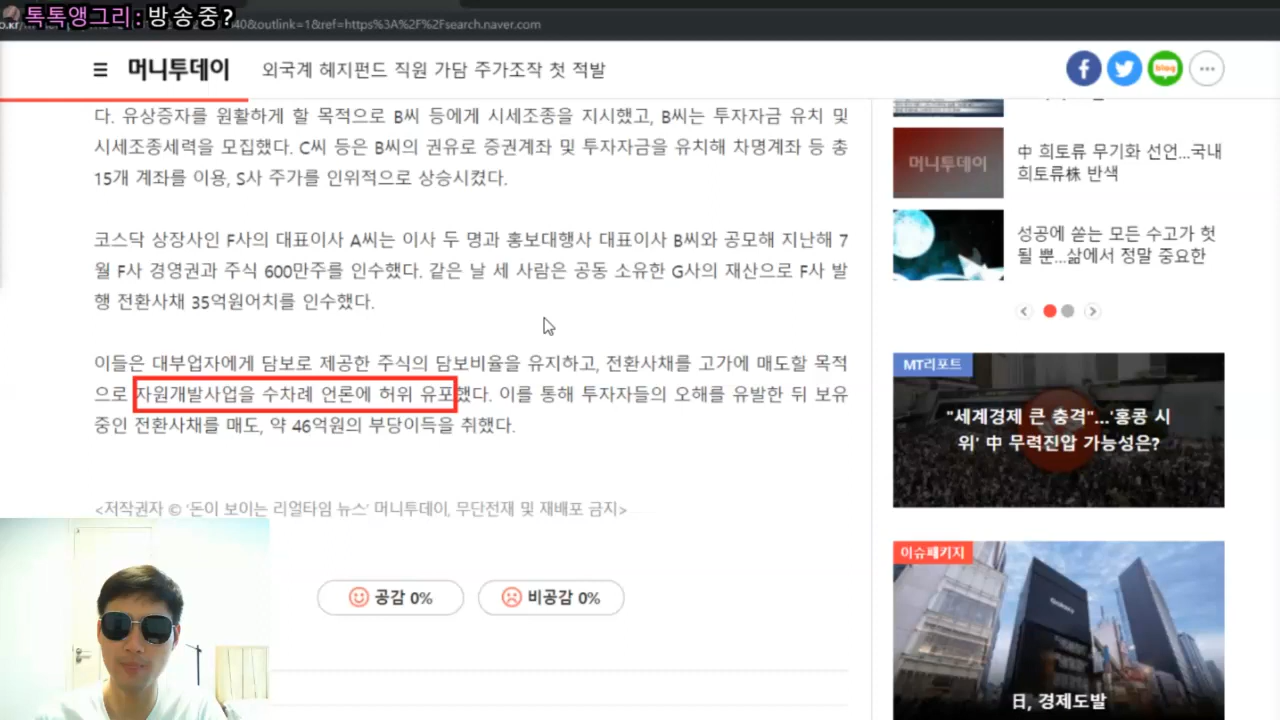 톡톡앵그리: 방송중?
40&outlink=1&ref=https%3A%2F%2Fsearch.naver.com
머니투데이
외국계 헤지펀드 직원 가담 주가조작 첫 적발
blog
다. 유상증자를 원활하게 할 목적으로 B씨 등에게 시세조종을 지시했고, B씨는 투자자금 유치 및
시세조종세력을 모집했다. C씨 등은 B씨의 권유로 증권계좌 및 투자자금을 유치해 차명계좌 등 총
15개 계좌를 이용, S사 주가를 인위적으로 상승시켰다.
코스닥 상장사인 F사의 대표이사 A씨는 이사 두 명과 홍보대행사 대표이사 B씨와 공모해 지난해 7
월 F사 경영권과 주식 600만주를 인수했다. 같은 날 세 사람은 공동 소유한 G사의 재산으로 F사 발
행 전환사채 35억원어치를 인수했다.
이들은 대부업자에게 담보로 제공한 주식의 담보비율을 유지하고, 전환사채를 고가에 매도할 목적
으로 자원개발사업을 수차례 언론에 허위 유포했다. 이를 통해 투자자들의 오해를 유발한 뒤 보유
중인 전환사채를 매도, 약 46억원의 부당이득을 취했다.
<저작권자 © '돈이 보이는 리얼타임 뉴스' 머니투데이, 무단전재 및 재배포 금지>
공감 0%
비공감 0%
머니투데이
中 희토류 무기화 선언...국내
희토류株 반색
성공에 쏟는 모든 수고가 헛
될 뿐...삶에서 정말 중요한
MT리포트
"세계경제 큰 충격"...'홍콩 시
위' 中 무력진압 가능성은?
이슈패키지
Galaxy
日, 경제도발